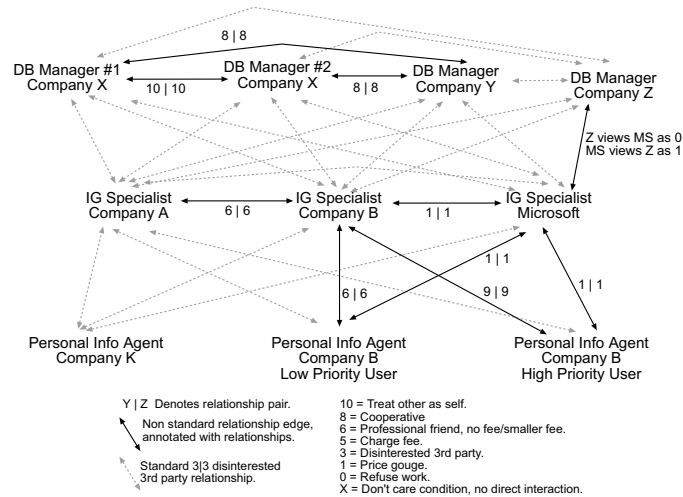 8 | 8
DB Manager #1
Company X
10 | 10
DB Manager #2
Company X
8 | 8
DB Manager
Company Y
DB Manager
Company Z
Z views MS as 0
MS views Z as 1
IG Specialist
Company A
6 | 6
IG Specialist
Company B
1 | 1
IG Specialist
Microsoft
6 | 6
1 | 1
9 | 9
1 | 1
Personal Info Agent
Company K
Personal Info Agent
Company B
Low Priority User
Personal Info Agent
Company B
High Priority User
Y | Z Denotes relationship pair.
Non standard relationship edge,
annotated with relationships.
Standard 3|3 disinterested
3rd party relationship.
10 = Treat other as self.
8 = Cooperative
6 = Professional friend, no fee/smaller fee.
5 = Charge fee.
3 = Disinterested 3rd party.
1 = Price gouge.
0 = Refuse work.
X = Don't care condition, no direct interaction.